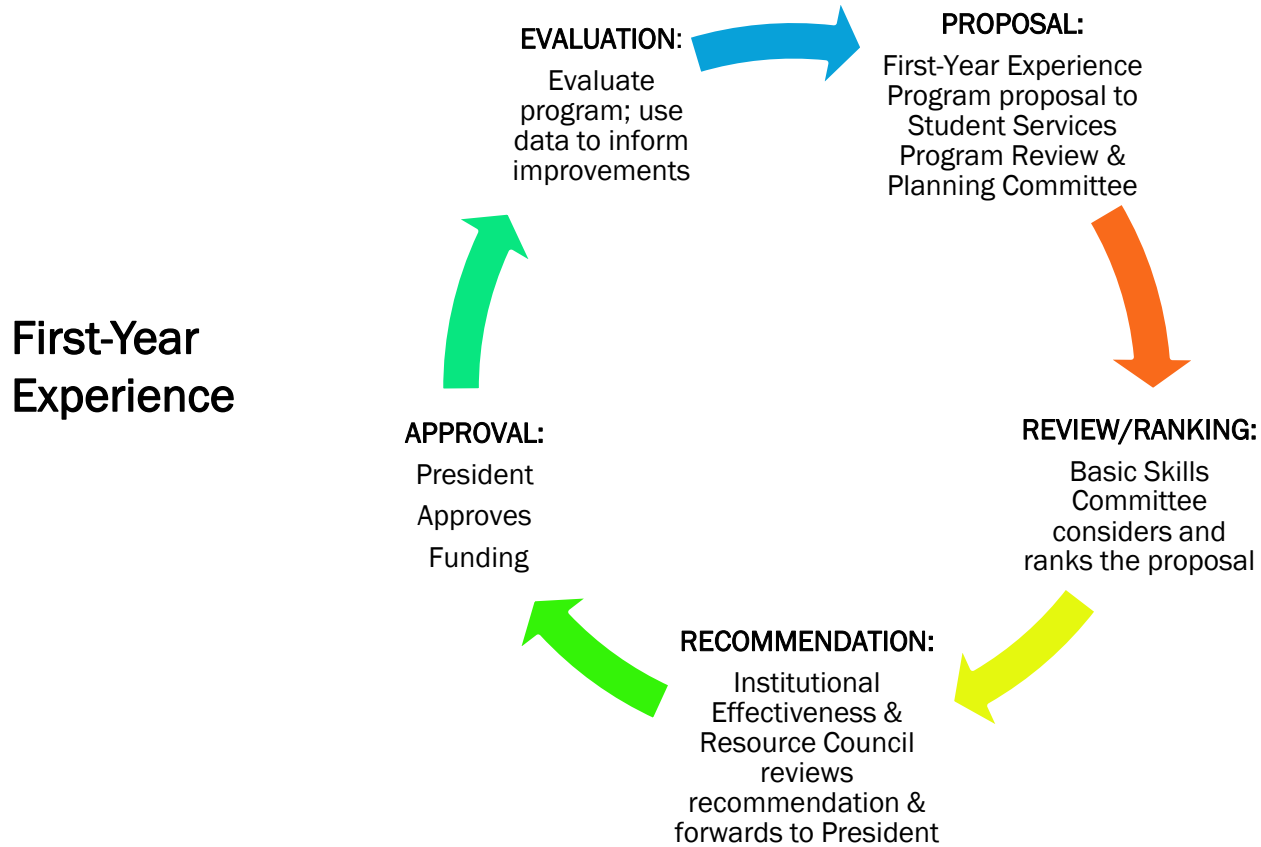 First-Year
Experience
EVALUATION:
Evaluate
program; use
data to inform
improvements
PROPOSAL:
First-Year Experience
Program proposal to
Student Services
Program Review &
Planning Committee
REVIEW/RANKING:
Basic Skills
Committee
considers and
ranks the proposal
RECOMMENDATION:
Institutional
Effectiveness &
Resource Council
reviews
recommendation &
forwards to President
APPROVAL:
President
Approves
Funding